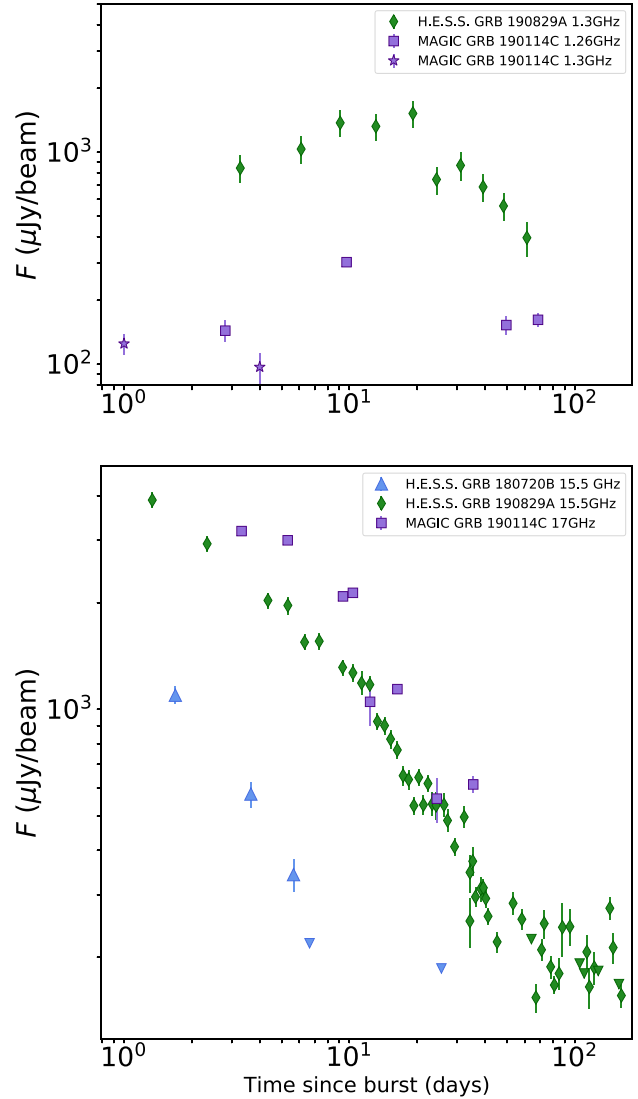 H.E.S.S. GRB 190829A 1.3GHz
MAGIC GRB 190114C 1.26GHz
MAGIC GRB 190114C 1.3GHz
F (μJy/beam)
10³
10²
10⁰ 10¹ 10²
H.E.S.S. GRB 180720B 15.5 GHz
H.E.S.S. GRB 190829A 15.5GHz
MAGIC GRB 190114C 17GHz
F (μJy/beam)
10³
10⁰ 10¹ 10²
Time since burst (days)